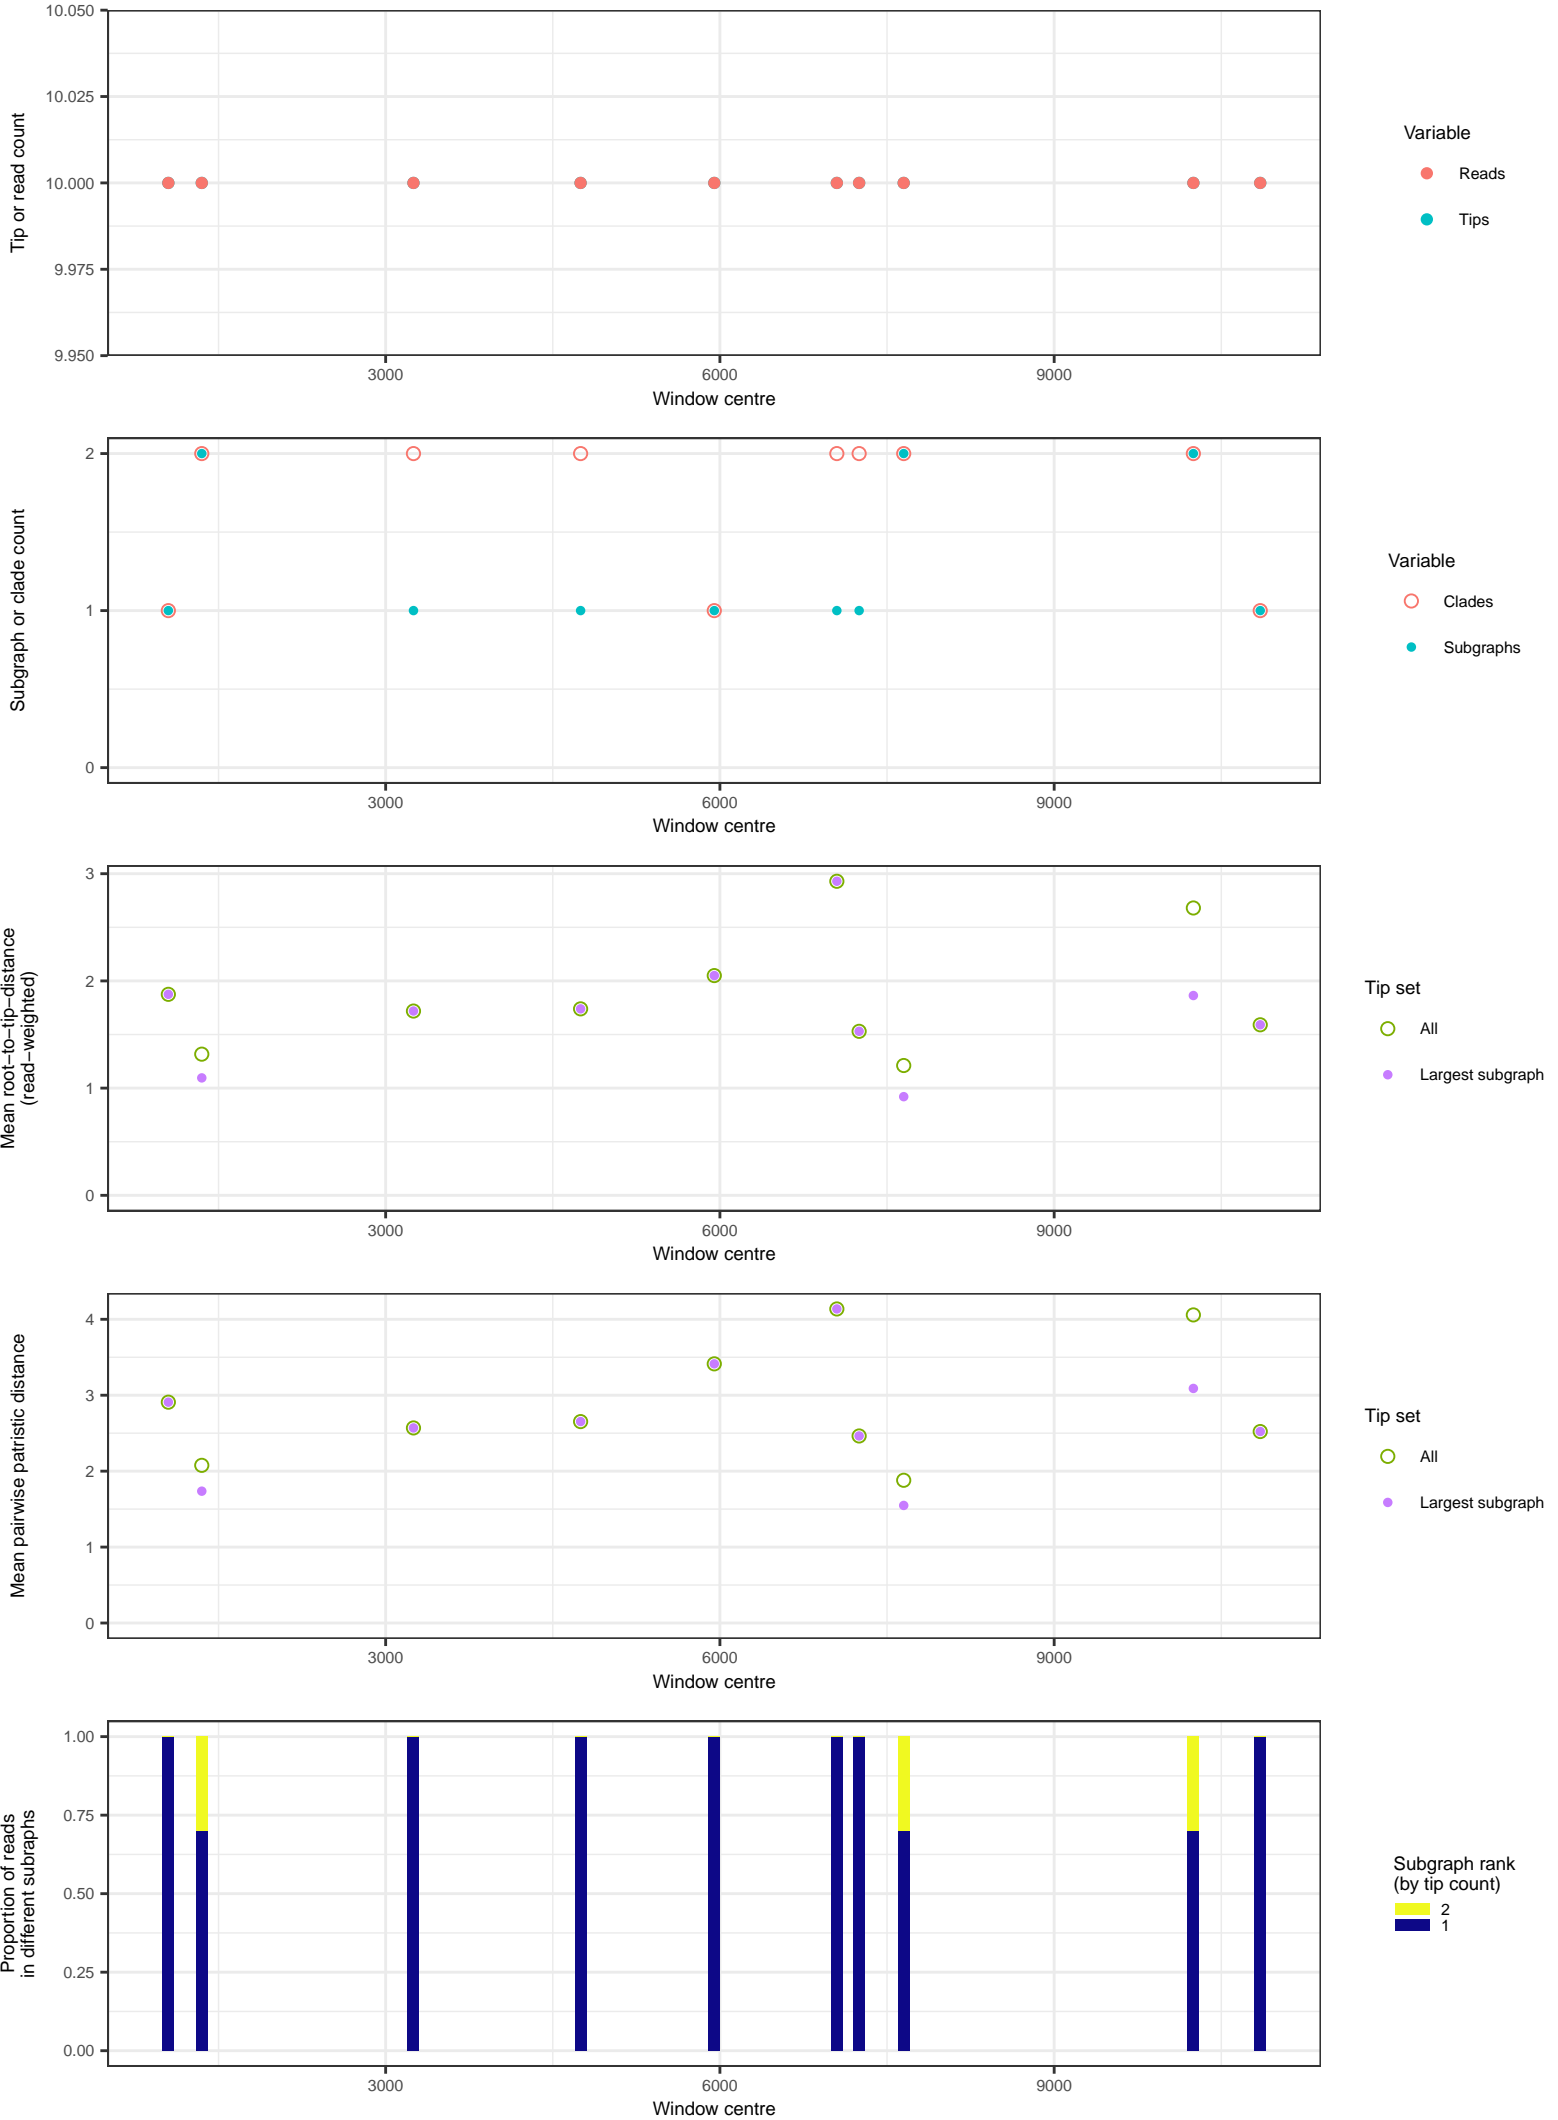 10.050
10.025
10.000
9.975
9.950
Tip or read count
3000
6000
9000
Window centre
Variable
Reads
Tips
2
1
0
Subgraph or clade count
3000
6000
9000
Window centre
Variable
Clades
Subgraphs
3
2
1
0
Mean root−to−tip−distance
(read−weighted)
3000
6000
9000
Window centre
Tip set
All
Largest subgraph
4
3
2
1
0
Mean pairwise patristic distance
3000
6000
9000
Window centre
Tip set
All
Largest subgraph
1.00
0.75
0.50
0.25
0.00
Proportion of reads
in different subraphs
3000
6000
9000
Window centre
Subgraph rank
(by tip count)
2
1